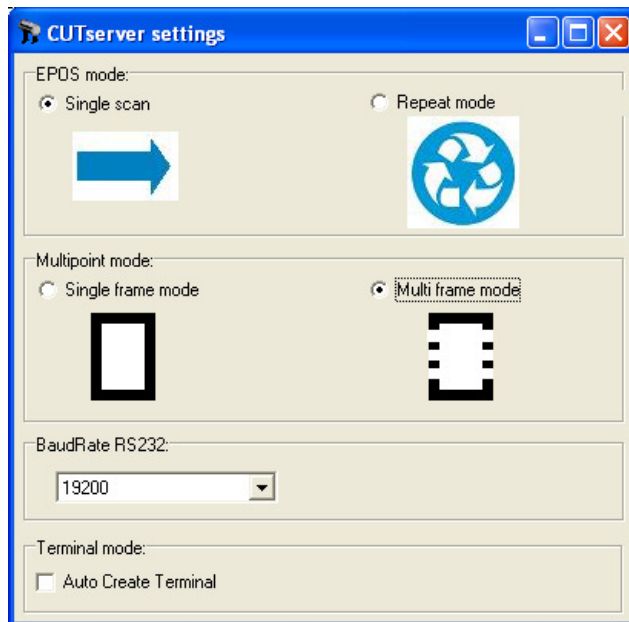 CUTserver settings
EPOS mode:
Single scan
Repeat mode
Multipoint mode:
Single frame mode
Multi frame mode
BaudRate RS232:
19200
Terminal mode:
Auto Create Terminal